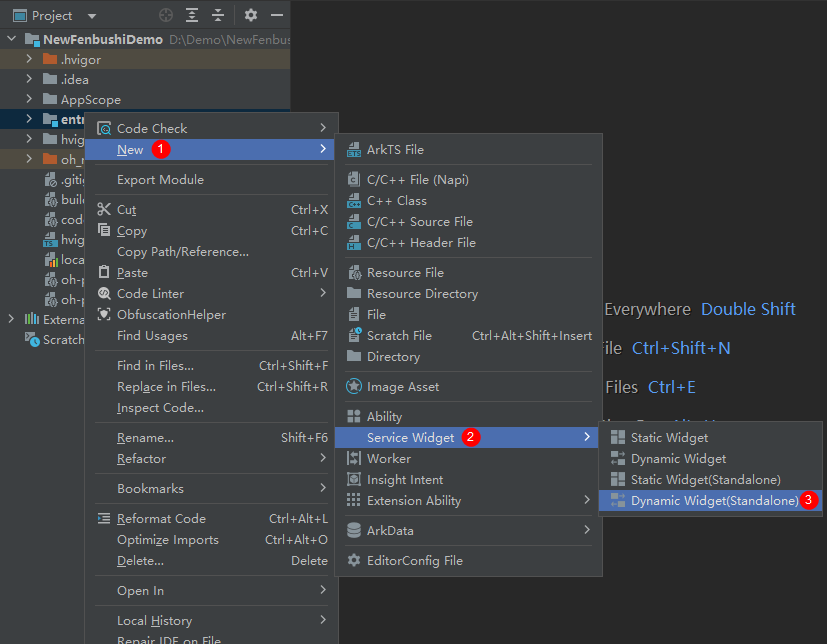 Project
NewFenbushiDemo D:\Demo\NewFenbus
.hvigor
.idea
AppScope
entr
hvig
oh_
.giti
build
code
hvig
loca
oh-p
oh-p
Externa
Scratch
Code Check
New 1
Export Module
Cut Ctrl+X
Copy Ctrl+C
Copy Path/Reference...
Paste Ctrl+V
Code Linter
ObfuscationHelper
Find Usages Alt+F7
Find in Files... Ctrl+Shift+F
Replace in Files... Ctrl+Shift+R
Inspect Code...
Rename... Shift+F6
Refactor
Bookmarks
Reformat Code Ctrl+Alt+L
Optimize Imports Ctrl+Alt+O
Delete... Delete
Open In
Local History
Repair IDE on File
ArkTS File
C/C++ File (Napi)
C++ Class
C/C++ Source File
C/C++ Header File
Resource File
Resource Directory
File
Scratch File Ctrl+Alt+Shift+Insert
Directory
Image Asset
Ability
Service Widget 2
Worker
Insight Intent
Extension Ability
ArkData
EditorConfig File
Static Widget
Dynamic Widget
Static Widget(Standalone)
Dynamic Widget(Standalone) 3
Everywhere Double Shift
File Ctrl+Shift+N
Files Ctrl+E